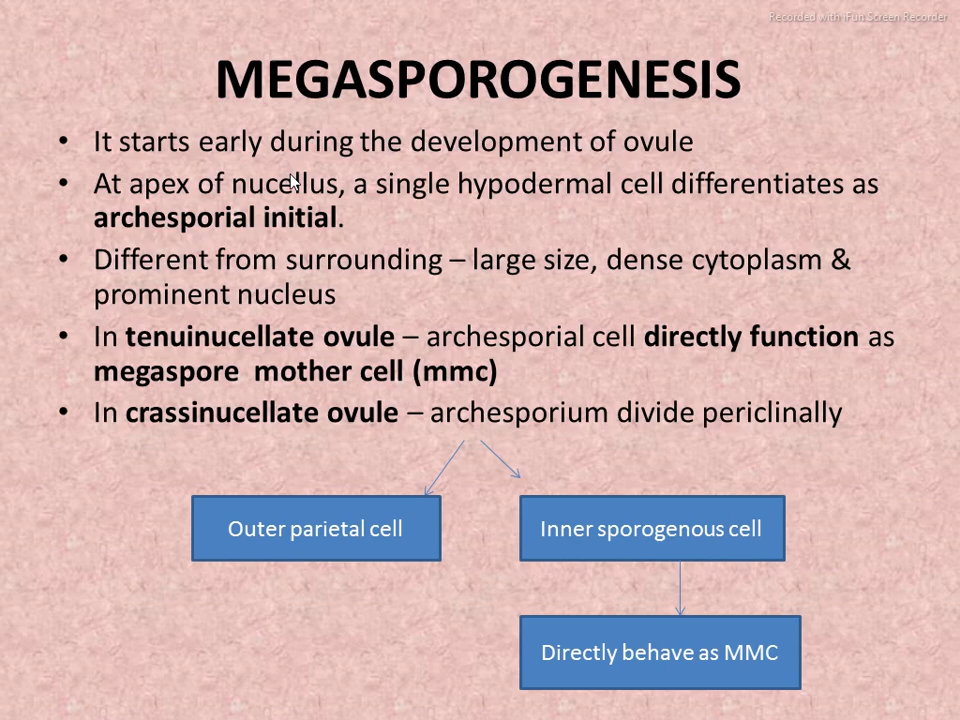 Recorded with iFun Screen Recorder
MEGASPOROGENESIS
• It starts early during the development of ovule
• At apex of nucellus, a single hypodermal cell differentiates as
archesporial initial.
• Different from surrounding – large size, dense cytoplasm &
prominent nucleus
• In tenuinucellate ovule – archesporial cell directly function as
megaspore mother cell (mmc)
• In crassinucellate ovule – archesporium divide periclinally
Outer parietal cell
Inner sporogenous cell
Directly behave as MMC